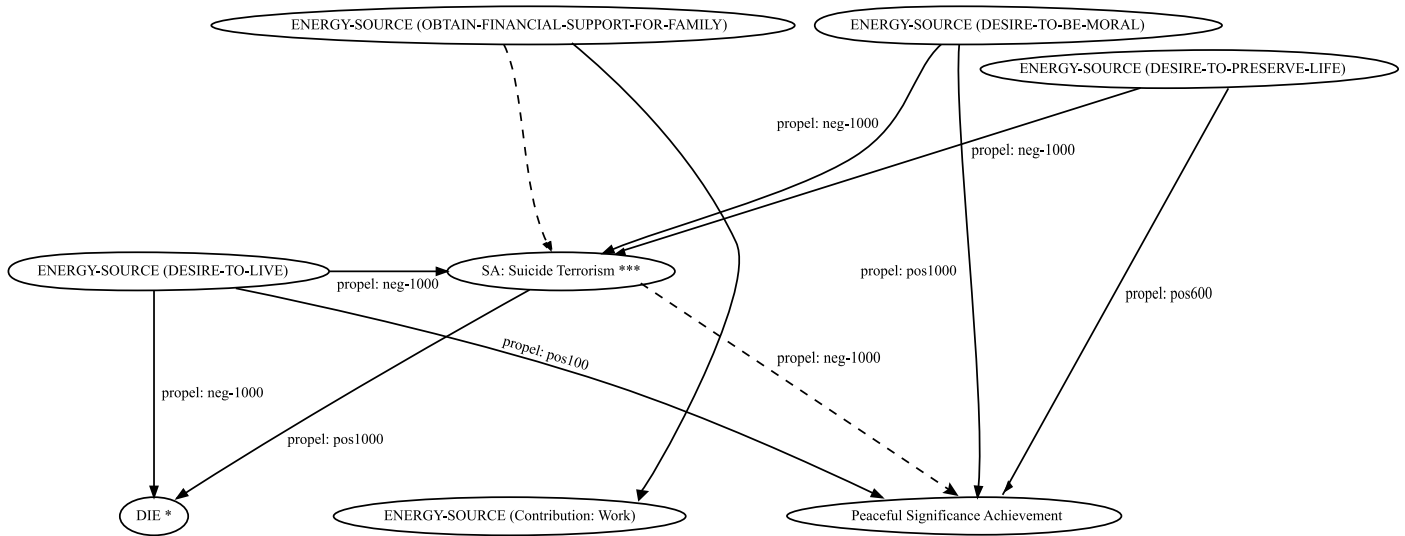 ENERGY-SOURCE (OBTAIN-FINANCIAL-SUPPORT-FOR-FAMILY)
ENERGY-SOURCE (DESIRE-TO-BE-MORAL)
ENERGY-SOURCE (DESIRE-TO-PRESERVE-LIFE)
propel: neg-1000
propel: neg-1000
ENERGY-SOURCE (DESIRE-TO-LIVE)
propel: neg-1000
SA: Suicide Terrorism ***
propel: pos1000
propel: pos600
propel: pos100
propel: neg-1000
propel: neg-1000
propel: pos1000
DIE *
ENERGY-SOURCE (Contribution: Work)
Peaceful Significance Achievement